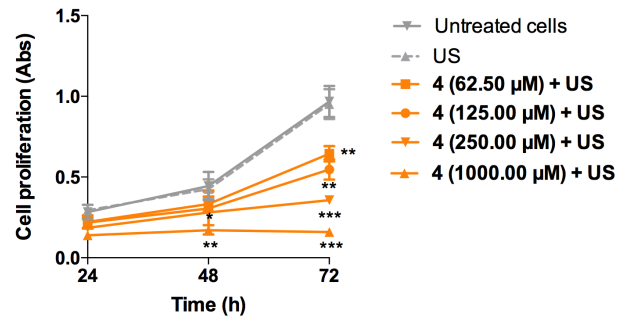 Cell proliferation (Abs)
1.5
1.0
0.5
0.0
24
48
72
Time (h)
**
**
*
***
**
***
Untreated cells
US
4 (62.50 µM) + US
4 (125.00 µM) + US
4 (250.00 µM) + US
4 (1000.00 µM) + US